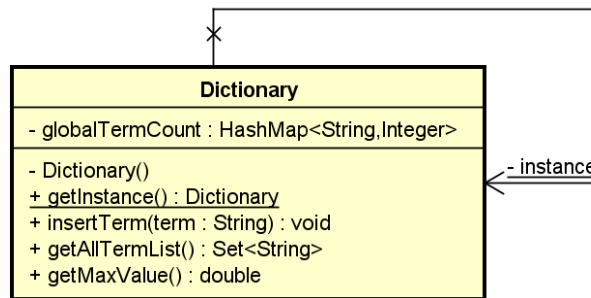 Dictionary
- globalTermCount : HashMap<String,Integer>
- Dictionary()
+ getInstance() : Dictionary
- instance
+ insertTerm(term : String) : void
+ getAllTermList() : Set<String>
+ getMaxValue() : double